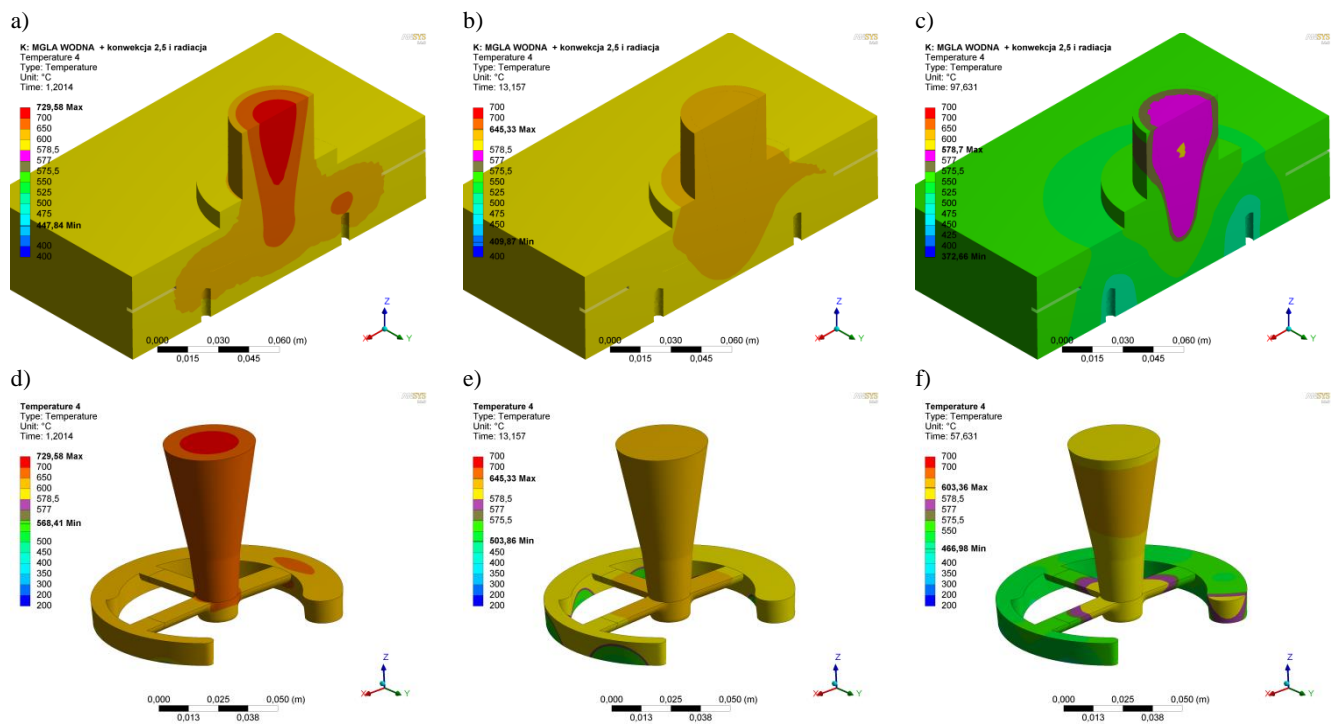 a)
K: MGLA WODNA + konwekcja 2,5 i radiacja
Temperature 4
Type: Temperature
Unit: °C
Time: 1,2014
729,58 Max
700
650
600
578,5
577
575,5
550
525
500
475
447,84 Min
400
400
Z
X
Y
0,000 0,030 0,060 (m)
0,015 0,045
b)
K: MGLA WODNA + konwekcja 2,5 i radiacja
Temperature 4
Type: Temperature
Unit: °C
Time: 13,157
700
645,33 Max
600
578,5
577
575,5
550
525
500
475
450
409,87 Min
400
Z
X
Y
0,000 0,030 0,060 (m)
0,015 0,045
c)
K: MGLA WODNA + konwekcja 2,5 i radiacja
Temperature 4
Type: Temperature
Unit: °C
Time: 97,631
700
650
600
578,7 Max
577
575,5
550
525
500
475
450
425
400
372,66 Min
Z
X
Y
0,000 0,030 0,060 (m)
0,015 0,045
d)
Temperature 4
Type: Temperature
Unit: °C
Time: 1,2014
729,58 Max
700
650
600
578,5
577
568,41 Min
500
450
400
350
300
200
Z
X
Y
0,000 0,025 0,050 (m)
0,013 0,038
e)
Temperature 4
Type: Temperature
Unit: °C
Time: 13,157
700
645,33 Max
600
578,5
577
575,5
503,86 Min
450
400
350
300
200
Z
X
Y
0,000 0,025 0,050 (m)
0,013 0,038
f)
Temperature 4
Type: Temperature
Unit: °C
Time: 57,631
700
650
603,36 Max
578,5
577
575,5
550
466,98 Min
400
350
300
200
Z
X
Y
0,000 0,025 0,050 (m)
0,013 0,038